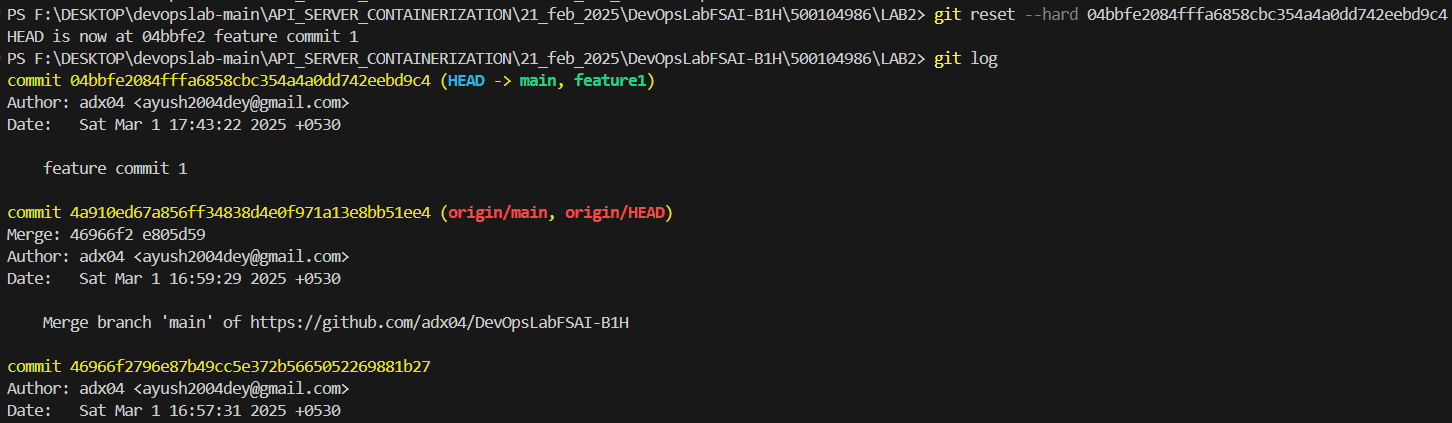 PS F:\DESKTOP\devopslab-main\API_SERVER_CONTAINERIZATION\21_feb_2025\DevOpsLabFSAI-B1H\500104986\LAB2> git reset --hard 04bbfe2084fffa6858cbc354a4a0dd742eebd9c4
HEAD is now at 04bbfe2 feature commit 1
PS F:\DESKTOP\devopslab-main\API_SERVER_CONTAINERIZATION\21_feb_2025\DevOpsLabFSAI-B1H\500104986\LAB2> git log
commit 04bbfe2084fffa6858cbc354a4a0dd742eebd9c4 (HEAD -> main, feature1)
Author: adx04 <ayush2004dey@gmail.com>
Date:   Sat Mar 1 17:43:22 2025 +0530
    feature commit 1
commit 4a910ed67a856ff34838d4e0f971a13e8bb51ee4 (origin/main, origin/HEAD)
Merge: 46966f2 e805d59
Author: adx04 <ayush2004dey@gmail.com>
Date:   Sat Mar 1 16:59:29 2025 +0530
    Merge branch 'main' of https://github.com/adx04/DevOpsLabFSAI-B1H
commit 46966f2796e87b49cc5e372b5665052269881b27
Author: adx04 <ayush2004dey@gmail.com>
Date:   Sat Mar 1 16:57:31 2025 +0530